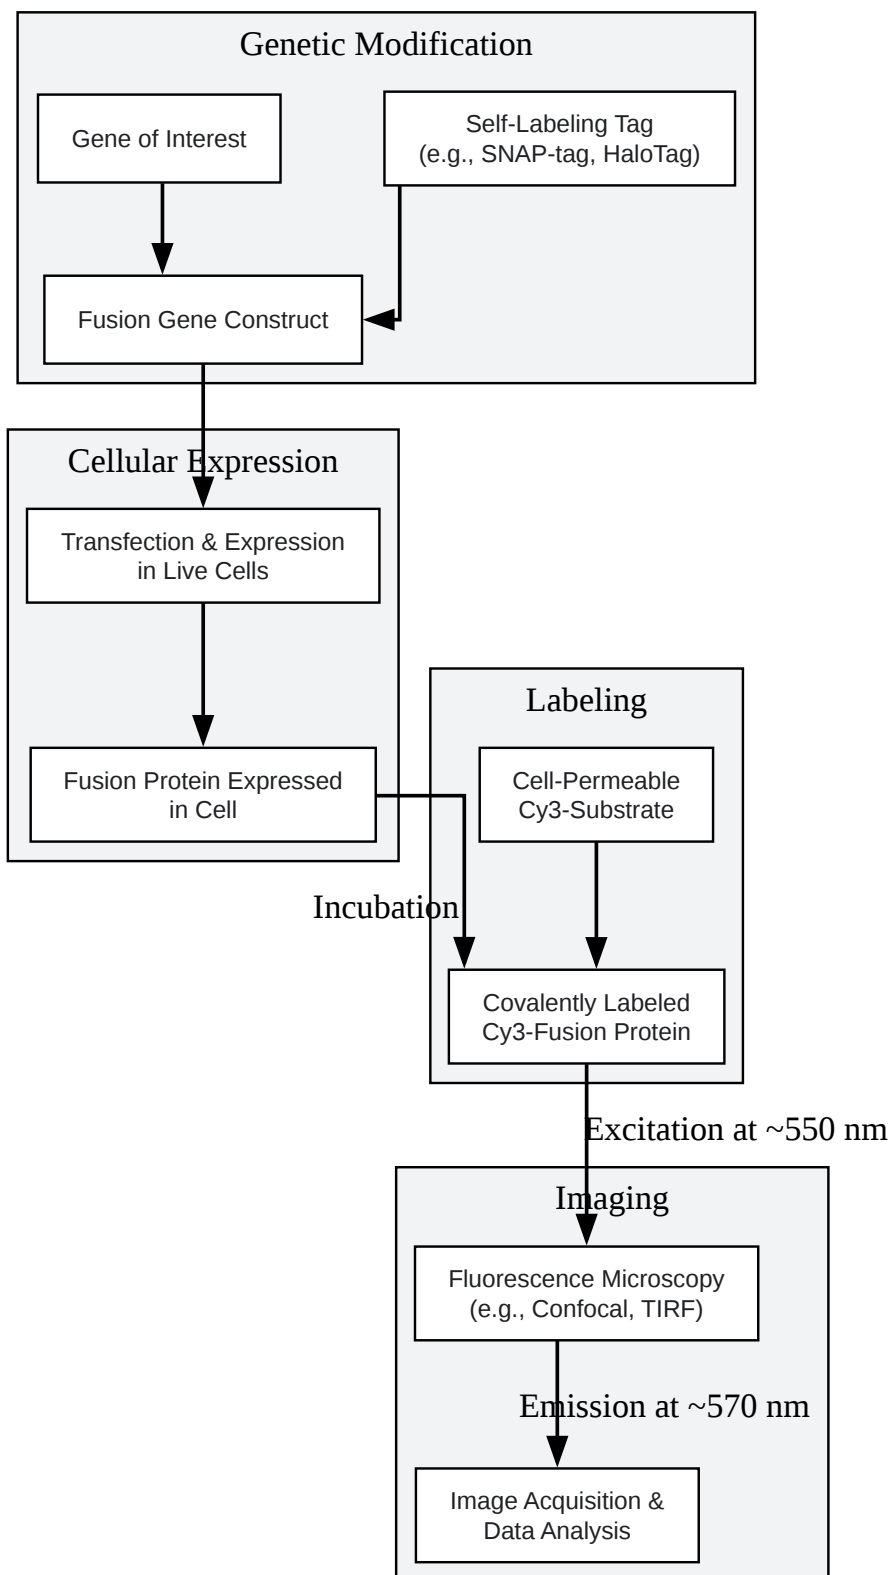 Genetic Modification
Gene of Interest
Self-Labeling Tag
(e.g., SNAP-tag, HaloTag)
Fusion Gene Construct
Cellular Expression
Transfection & Expression
in Live Cells
Labeling
Fusion Protein Expressed
in Cell
Cell-Permeable
Cy3-Substrate
Incubation
Covalently Labeled
Cy3-Fusion Protein
Excitation at ~550 nm
Imaging
Fluorescence Microscopy
(e.g., Confocal, TIRF)
Emission at ~570 nm
Image Acquisition &
Data Analysis